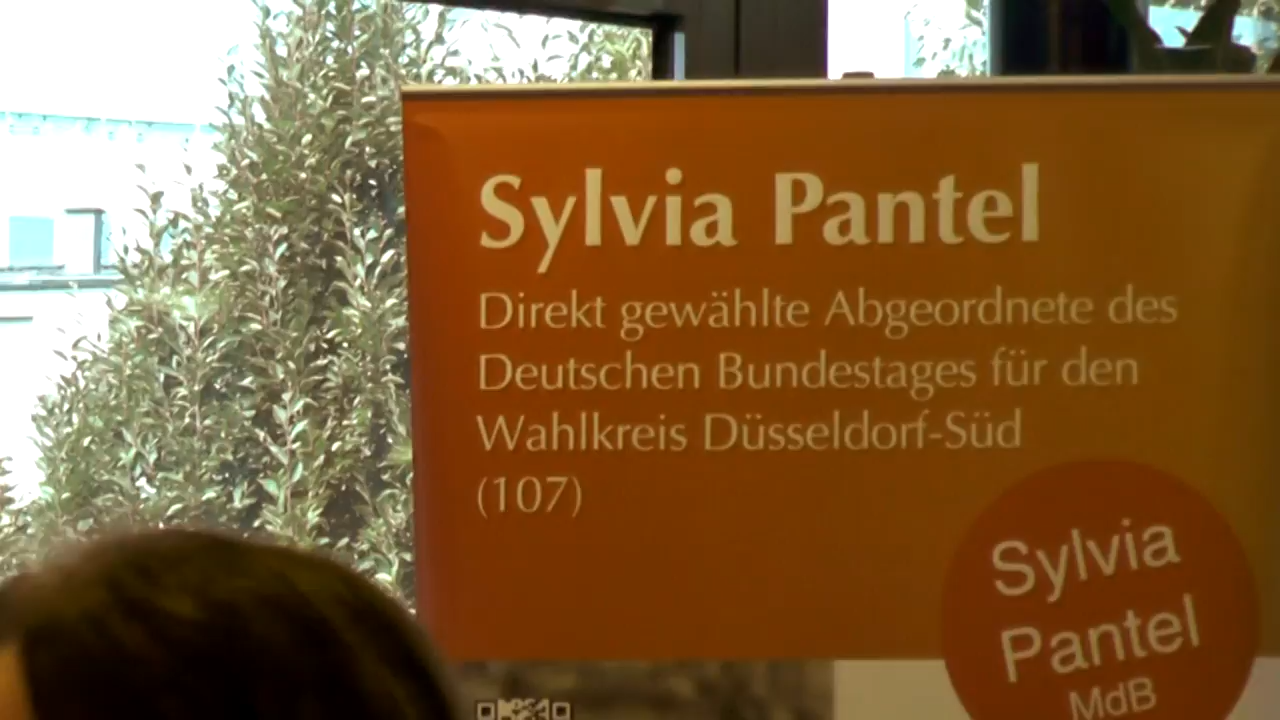 Sylvia Pantel
Direkt gewählte Abgeordnete des
Deutschen Bundestages für den
Wahlkreis Düsseldorf-Süd
(107)
Sylvia
Pantel
MdB